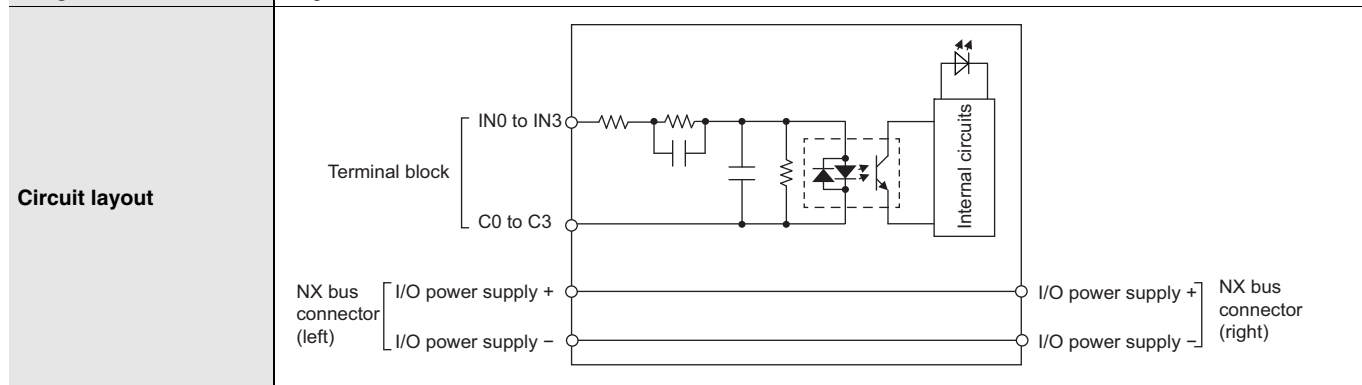 Circuit layout
Terminal block
IN0 to IN3
C0 to C3
Internal circuits
NX bus
connector
(left)
I/O power supply +
I/O power supply −
I/O power supply +
I/O power supply −
NX bus
connector
(right)